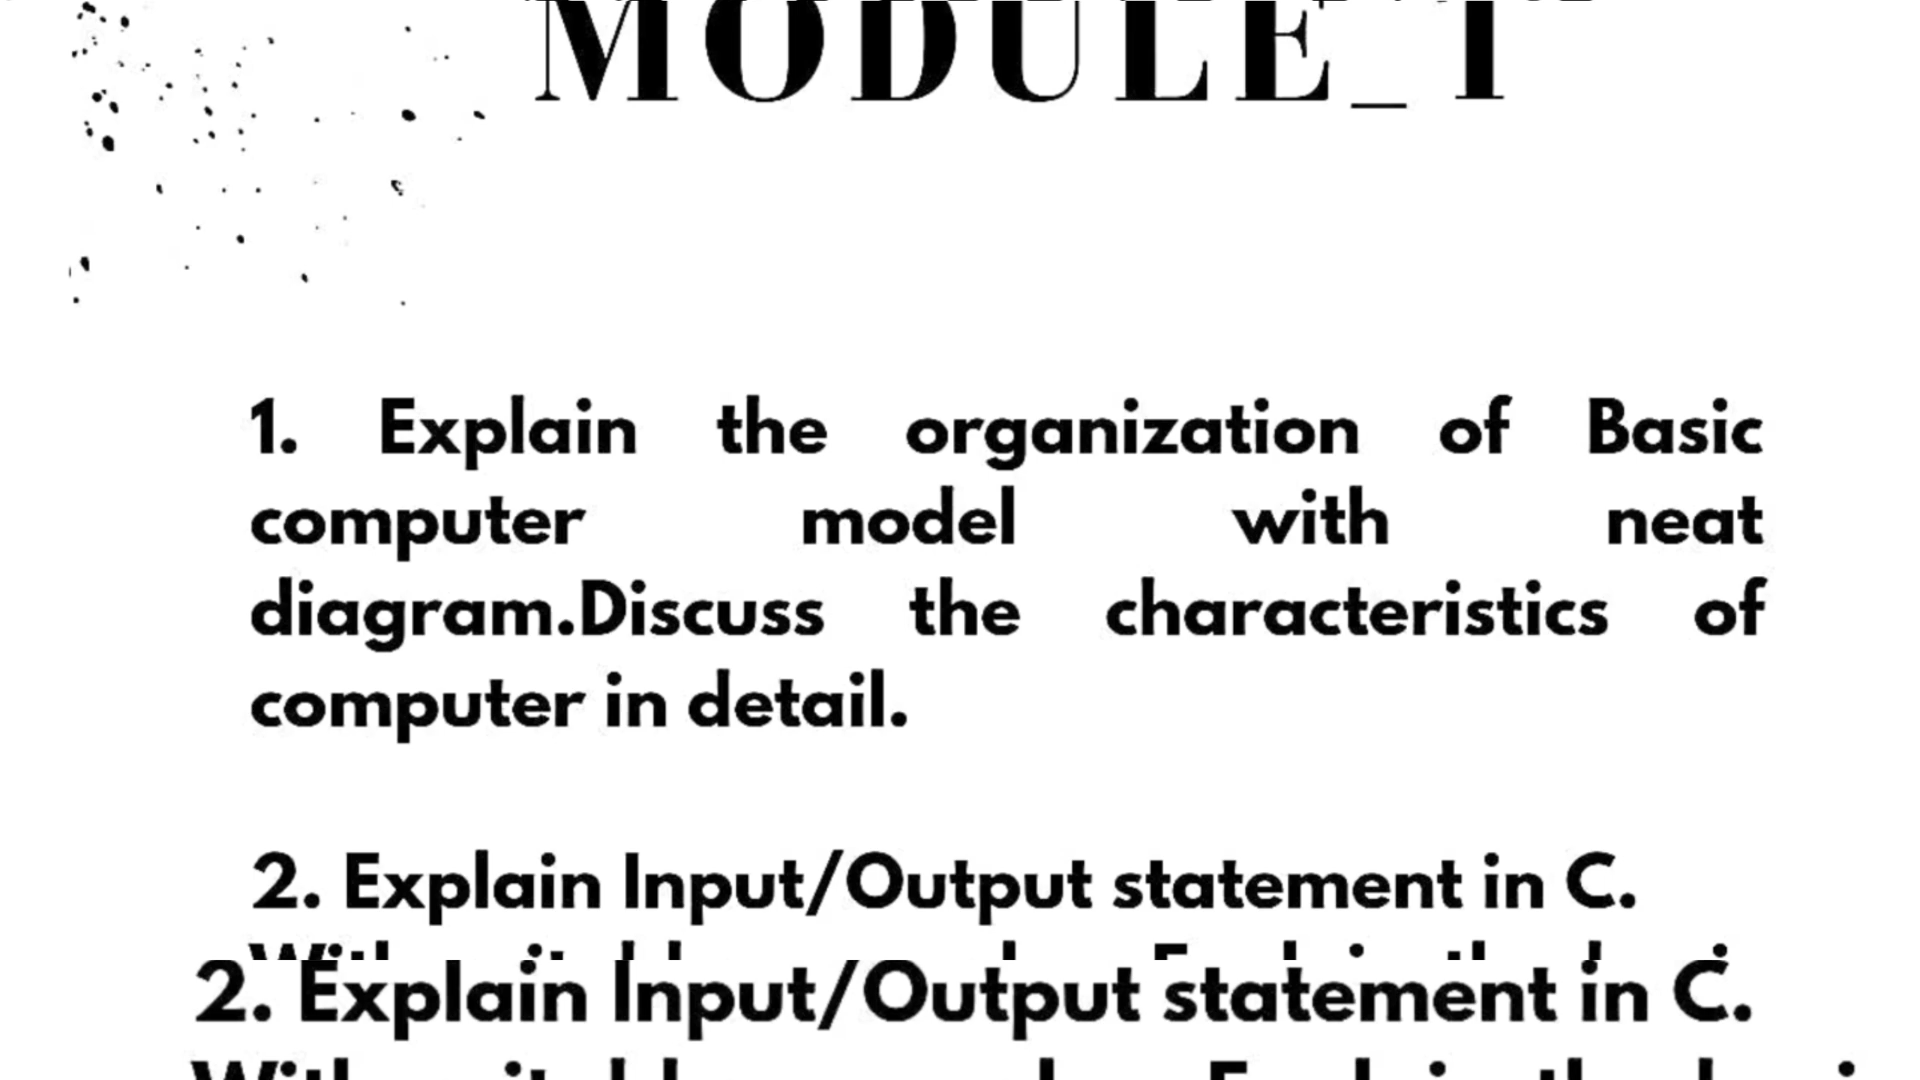 MODULE_1
1. Explain the organization of Basic
computer model with neat
diagram.Discuss the characteristics of
computer in detail.
2. Explain Input/Output statement in C.
2. Explain Input/Output statement in C.